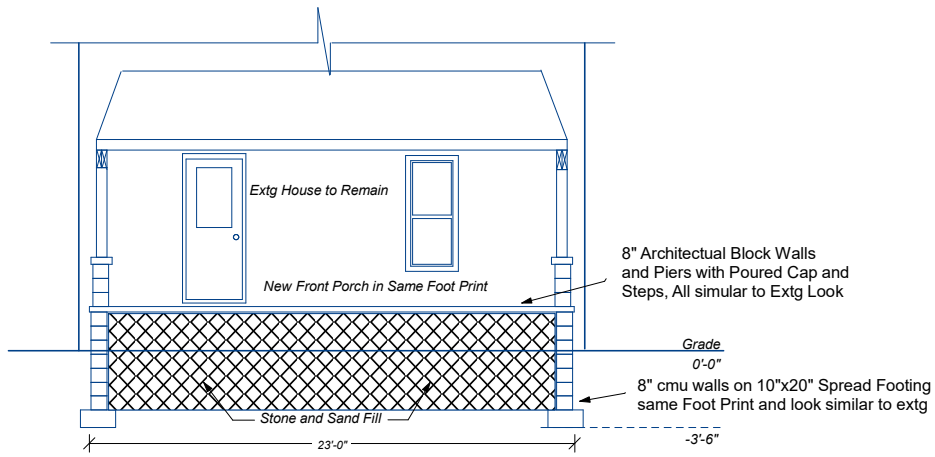 Extg House to Remain
8" Architectual Block Walls
and Piers with Poured Cap and
Steps, All simular to Extg Look
New Front Porch in Same Foot Print
Grade
0'-0"
8" cmu walls on 10"x20" Spread Footing
same Foot Print and look similar to extg
Stone and Sand Fill
-3'-6"
23'-0"